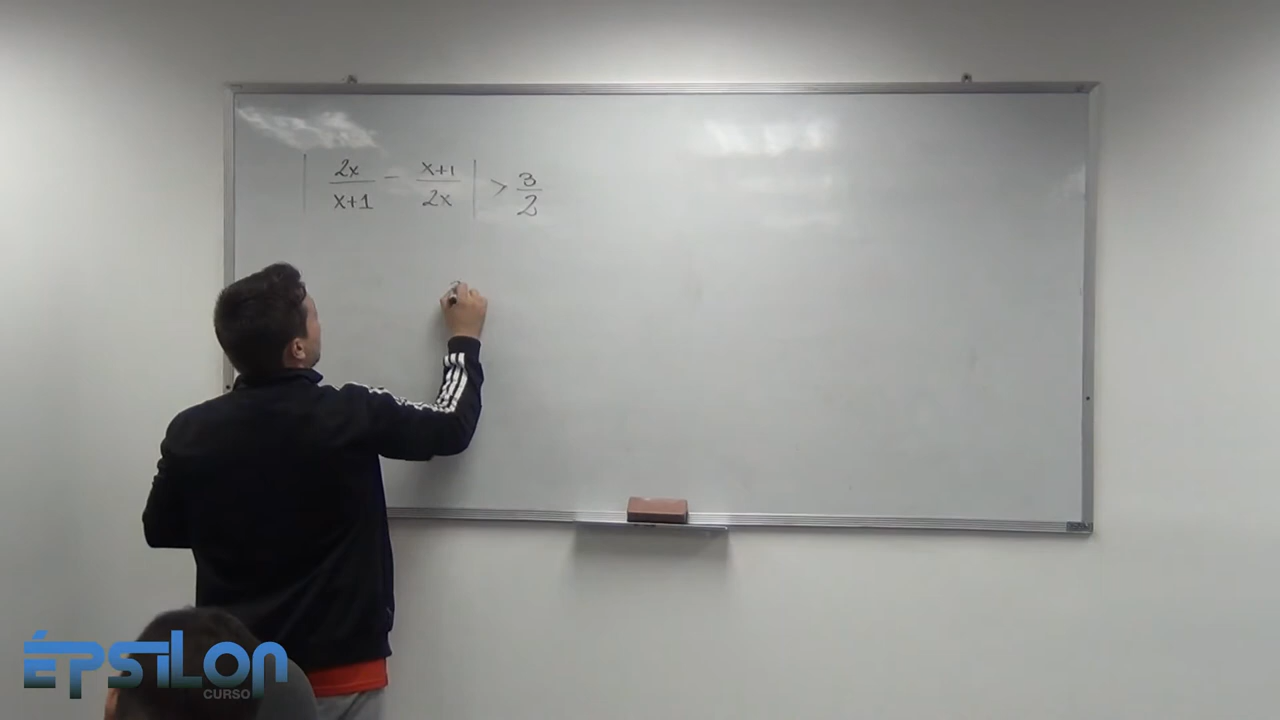 | 2x/x+1 - x+1/2x | > 3/2
ÉPSILON
CURSO